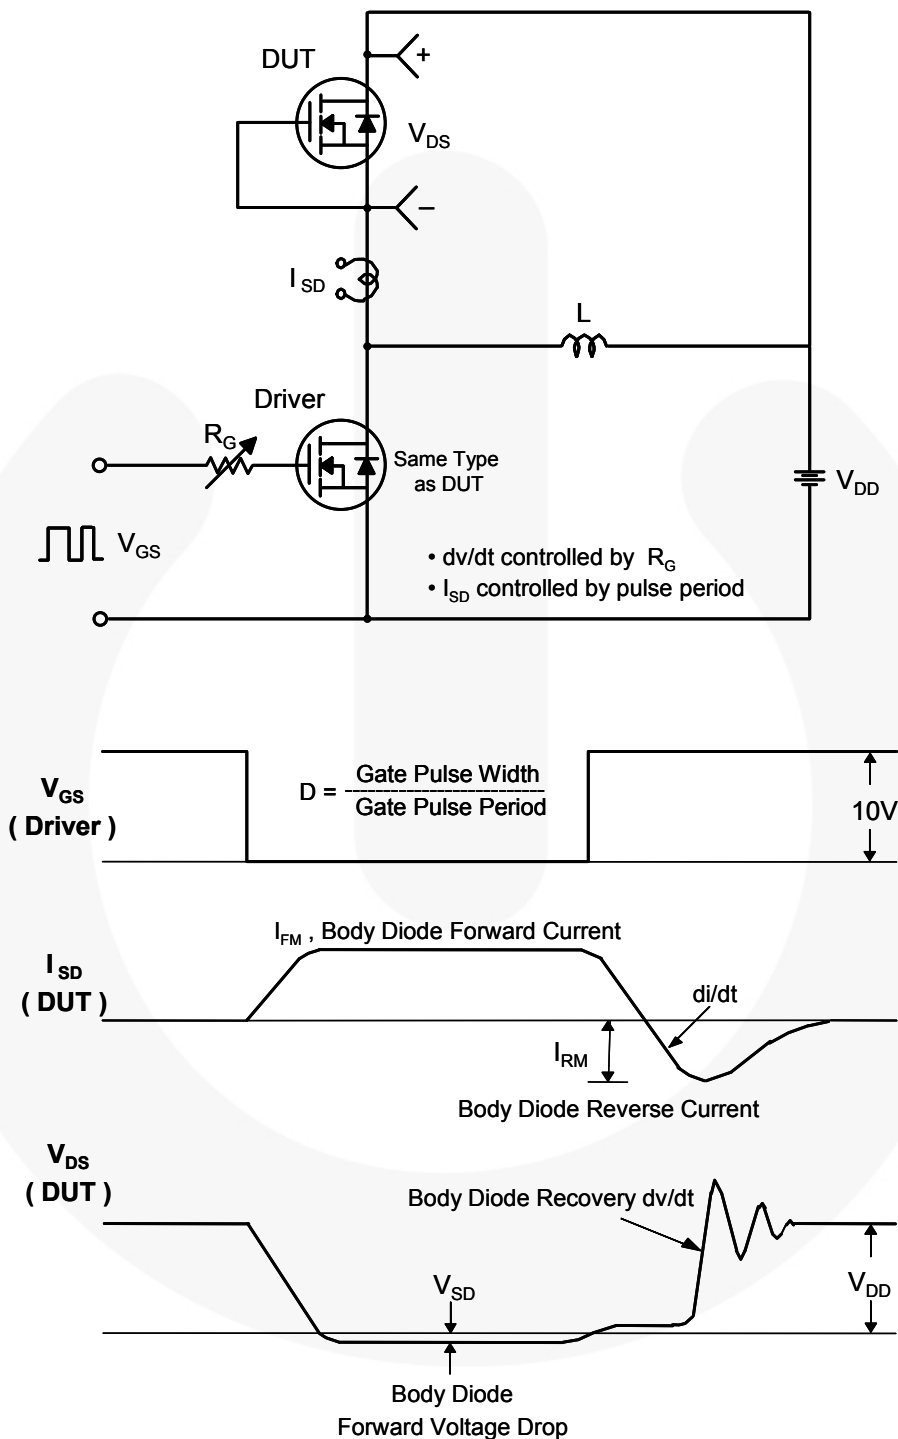 DUT
+
V_DS
−
I_SD
L
Driver
R_G
Same Type
as DUT
V_DD
V_GS
• dv/dt controlled by R_G
• I_SD controlled by pulse period
V_GS
( Driver )
D = Gate Pulse Width
Gate Pulse Period
10V
I_FM , Body Diode Forward Current
I_SD
( DUT )
di/dt
I_RM
Body Diode Reverse Current
V_DS
( DUT )
Body Diode Recovery dv/dt
V_SD
V_DD
Body Diode
Forward Voltage Drop